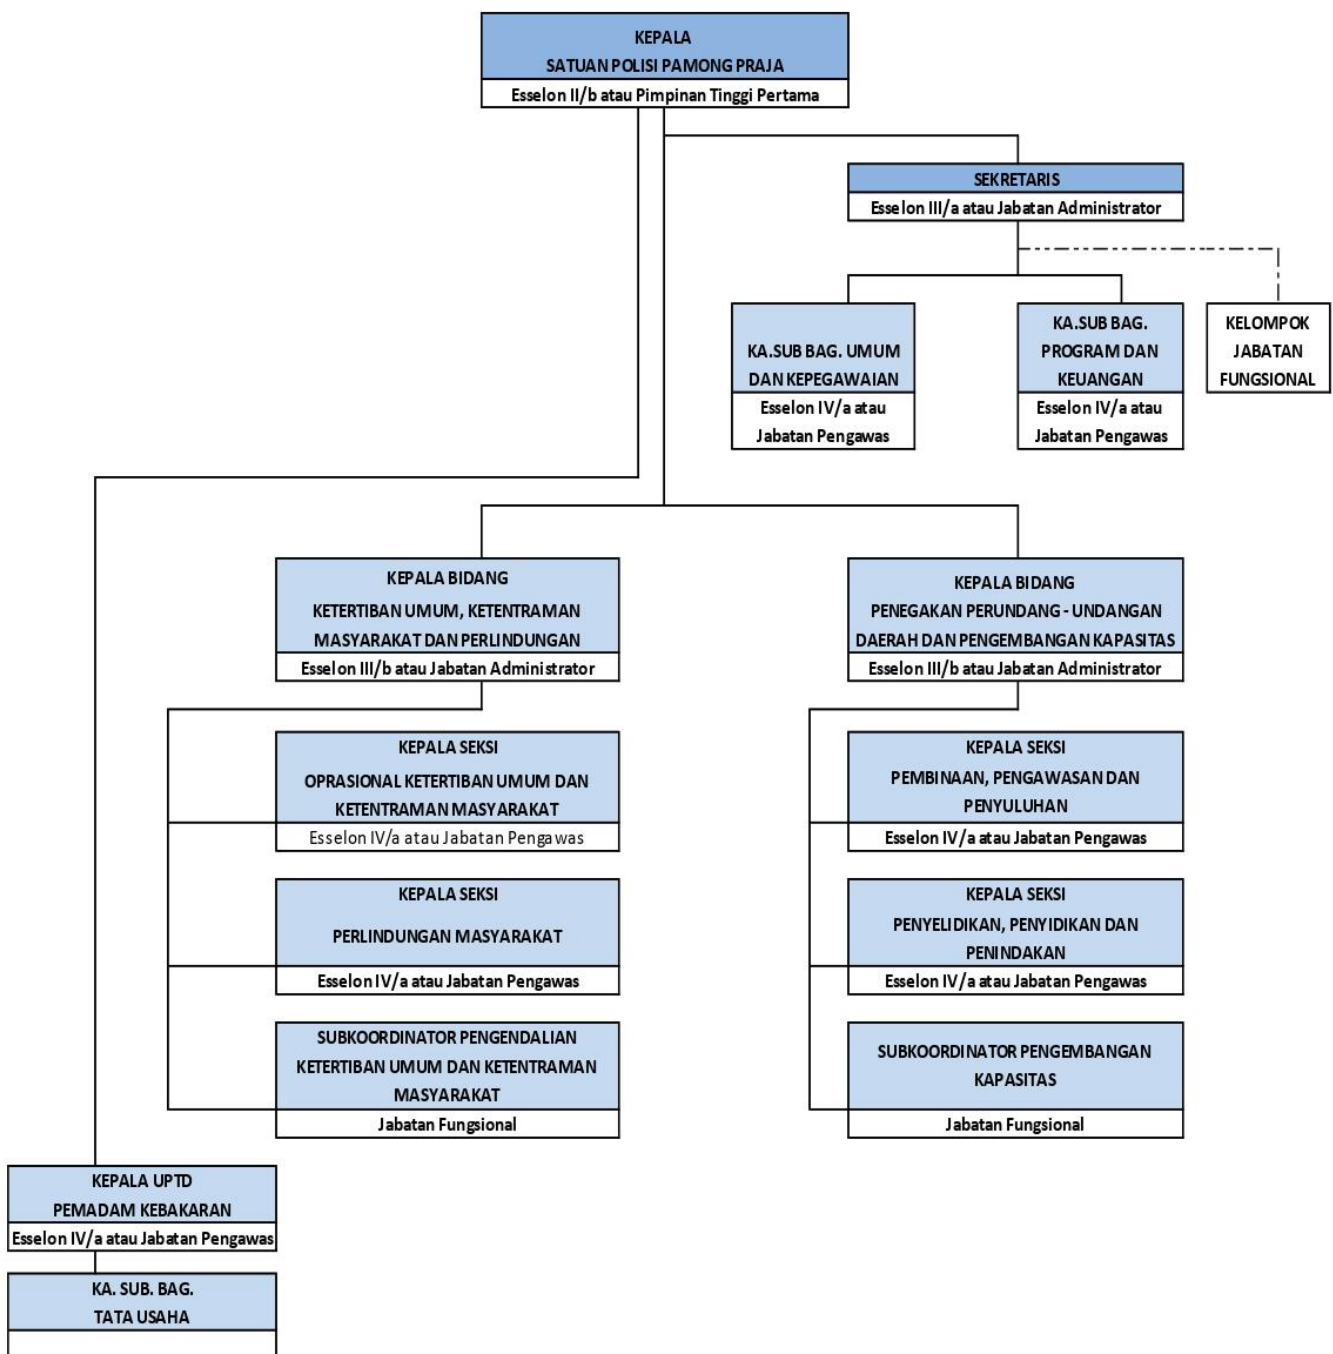 KEPALA
SATUAN POLISI PAMONG PRAJA
Esselon II/b atau Pimpinan Tinggi Pertama
SEKRETARIS
Esselon III/a atau Jabatan Administrator
KA.SUB BAG. UMUM
DAN KEPEGAWAIAN
Esselon IV/a atau
Jabatan Pengawas
KA.SUB BAG.
PROGRAM DAN
KEUANGAN
Esselon IV/a atau
Jabatan Pengawas
KELOMPOK
JABATAN
FUNGSIONAL
KEPALA BIDANG
KETERTIBAN UMUM, KETENTRAMAN
MASYARAKAT DAN PERLINDUNGAN
Esselon III/b atau Jabatan Administrator
KEPALA BIDANG
PENEGAKAN PERUNDANG - UNDANGAN
DAERAH DAN PENGEMBANGAN KAPASITAS
Esselon III/b atau Jabatan Administrator
KEPALA SEKSI
OPRASIONAL KETERTIBAN UMUM DAN
KETENTRAMAN MASYARAKAT
Esselon IV/a atau Jabatan Pengawas
KEPALA SEKSI
PERLINDUNGAN MASYARAKAT
Esselon IV/a atau Jabatan Pengawas
SUBKOORDINATOR PENGENDALIAN
KETERTIBAN UMUM DAN KETENTRAMAN
MASYARAKAT
Jabatan Fungsional
KEPALA SEKSI
PEMBINAAN, PENGAWASAN DAN
PENYULUHAN
Esselon IV/a atau Jabatan Pengawas
KEPALA SEKSI
PENYELIDIKAN, PENYIDIKAN DAN
PENINDAKAN
Esselon IV/a atau Jabatan Pengawas
SUBKOORDINATOR PENGEMBANGAN
KAPASITAS
Jabatan Fungsional
KEPALA UPTD
PEMADAM KEBAKARAN
Esselon IV/a atau Jabatan Pengawas
KA. SUB. BAG.
TATA USAHA